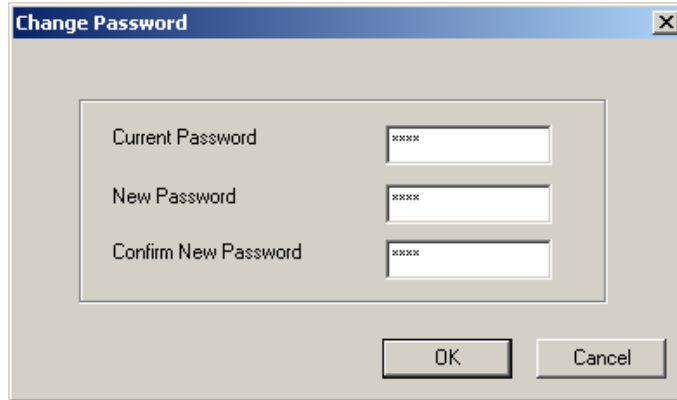 Change Password
Current Password ****
New Password ****
Confirm New Password ****
OK Cancel